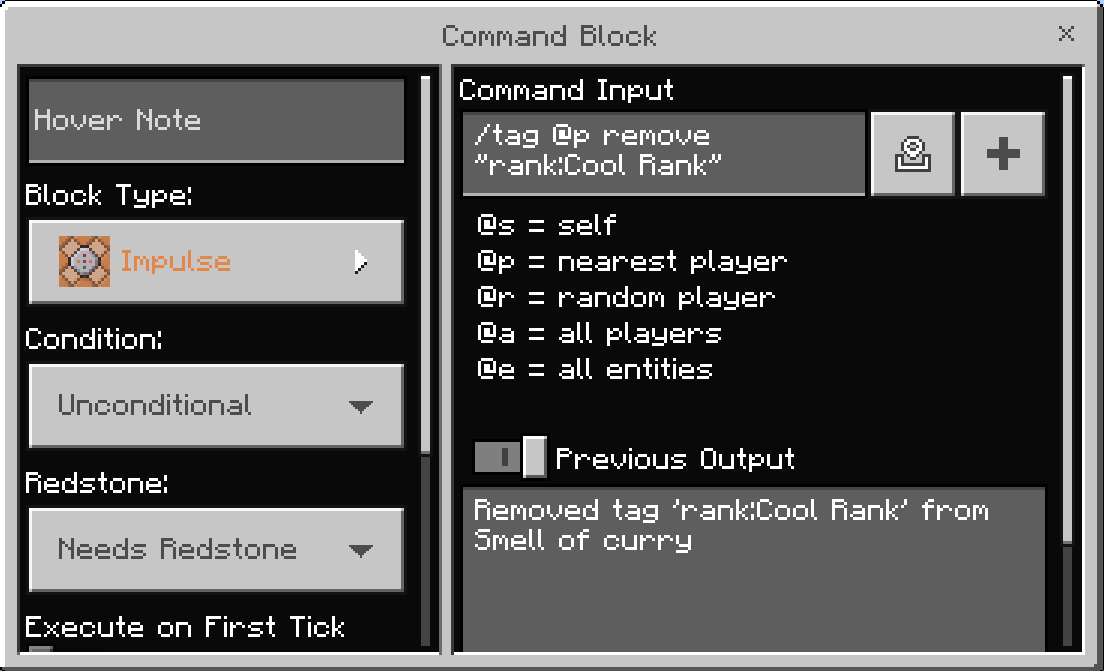 Command Block
Hover Note
Block Type:
Impulse
Condition:
Unconditional
Redstone:
Needs Redstone
Execute on First Tick
Command Input
/tag @p remove
"rank:Cool Rank"
@s = self
@p = nearest player
@r = random player
@a = all players
@e = all entities
Previous Output
Removed tag 'rank:Cool Rank' from
Smell of curry